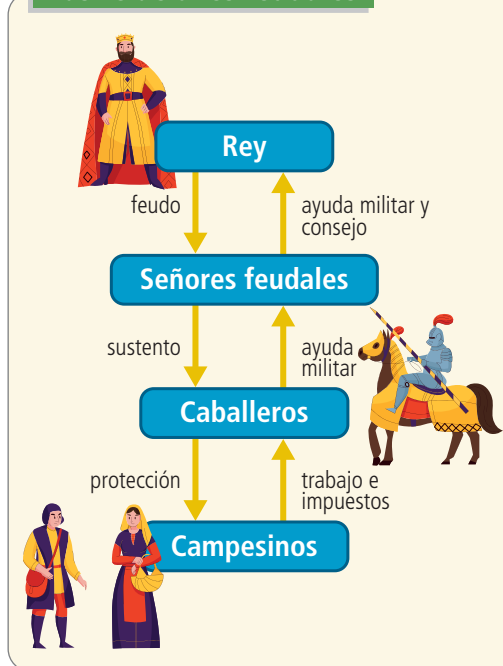 Rey
feudo
ayuda militar y
consejo
Señores feudales
sustento
ayuda
militar
Caballeros
protección
trabajo e
impuestos
Campesinos